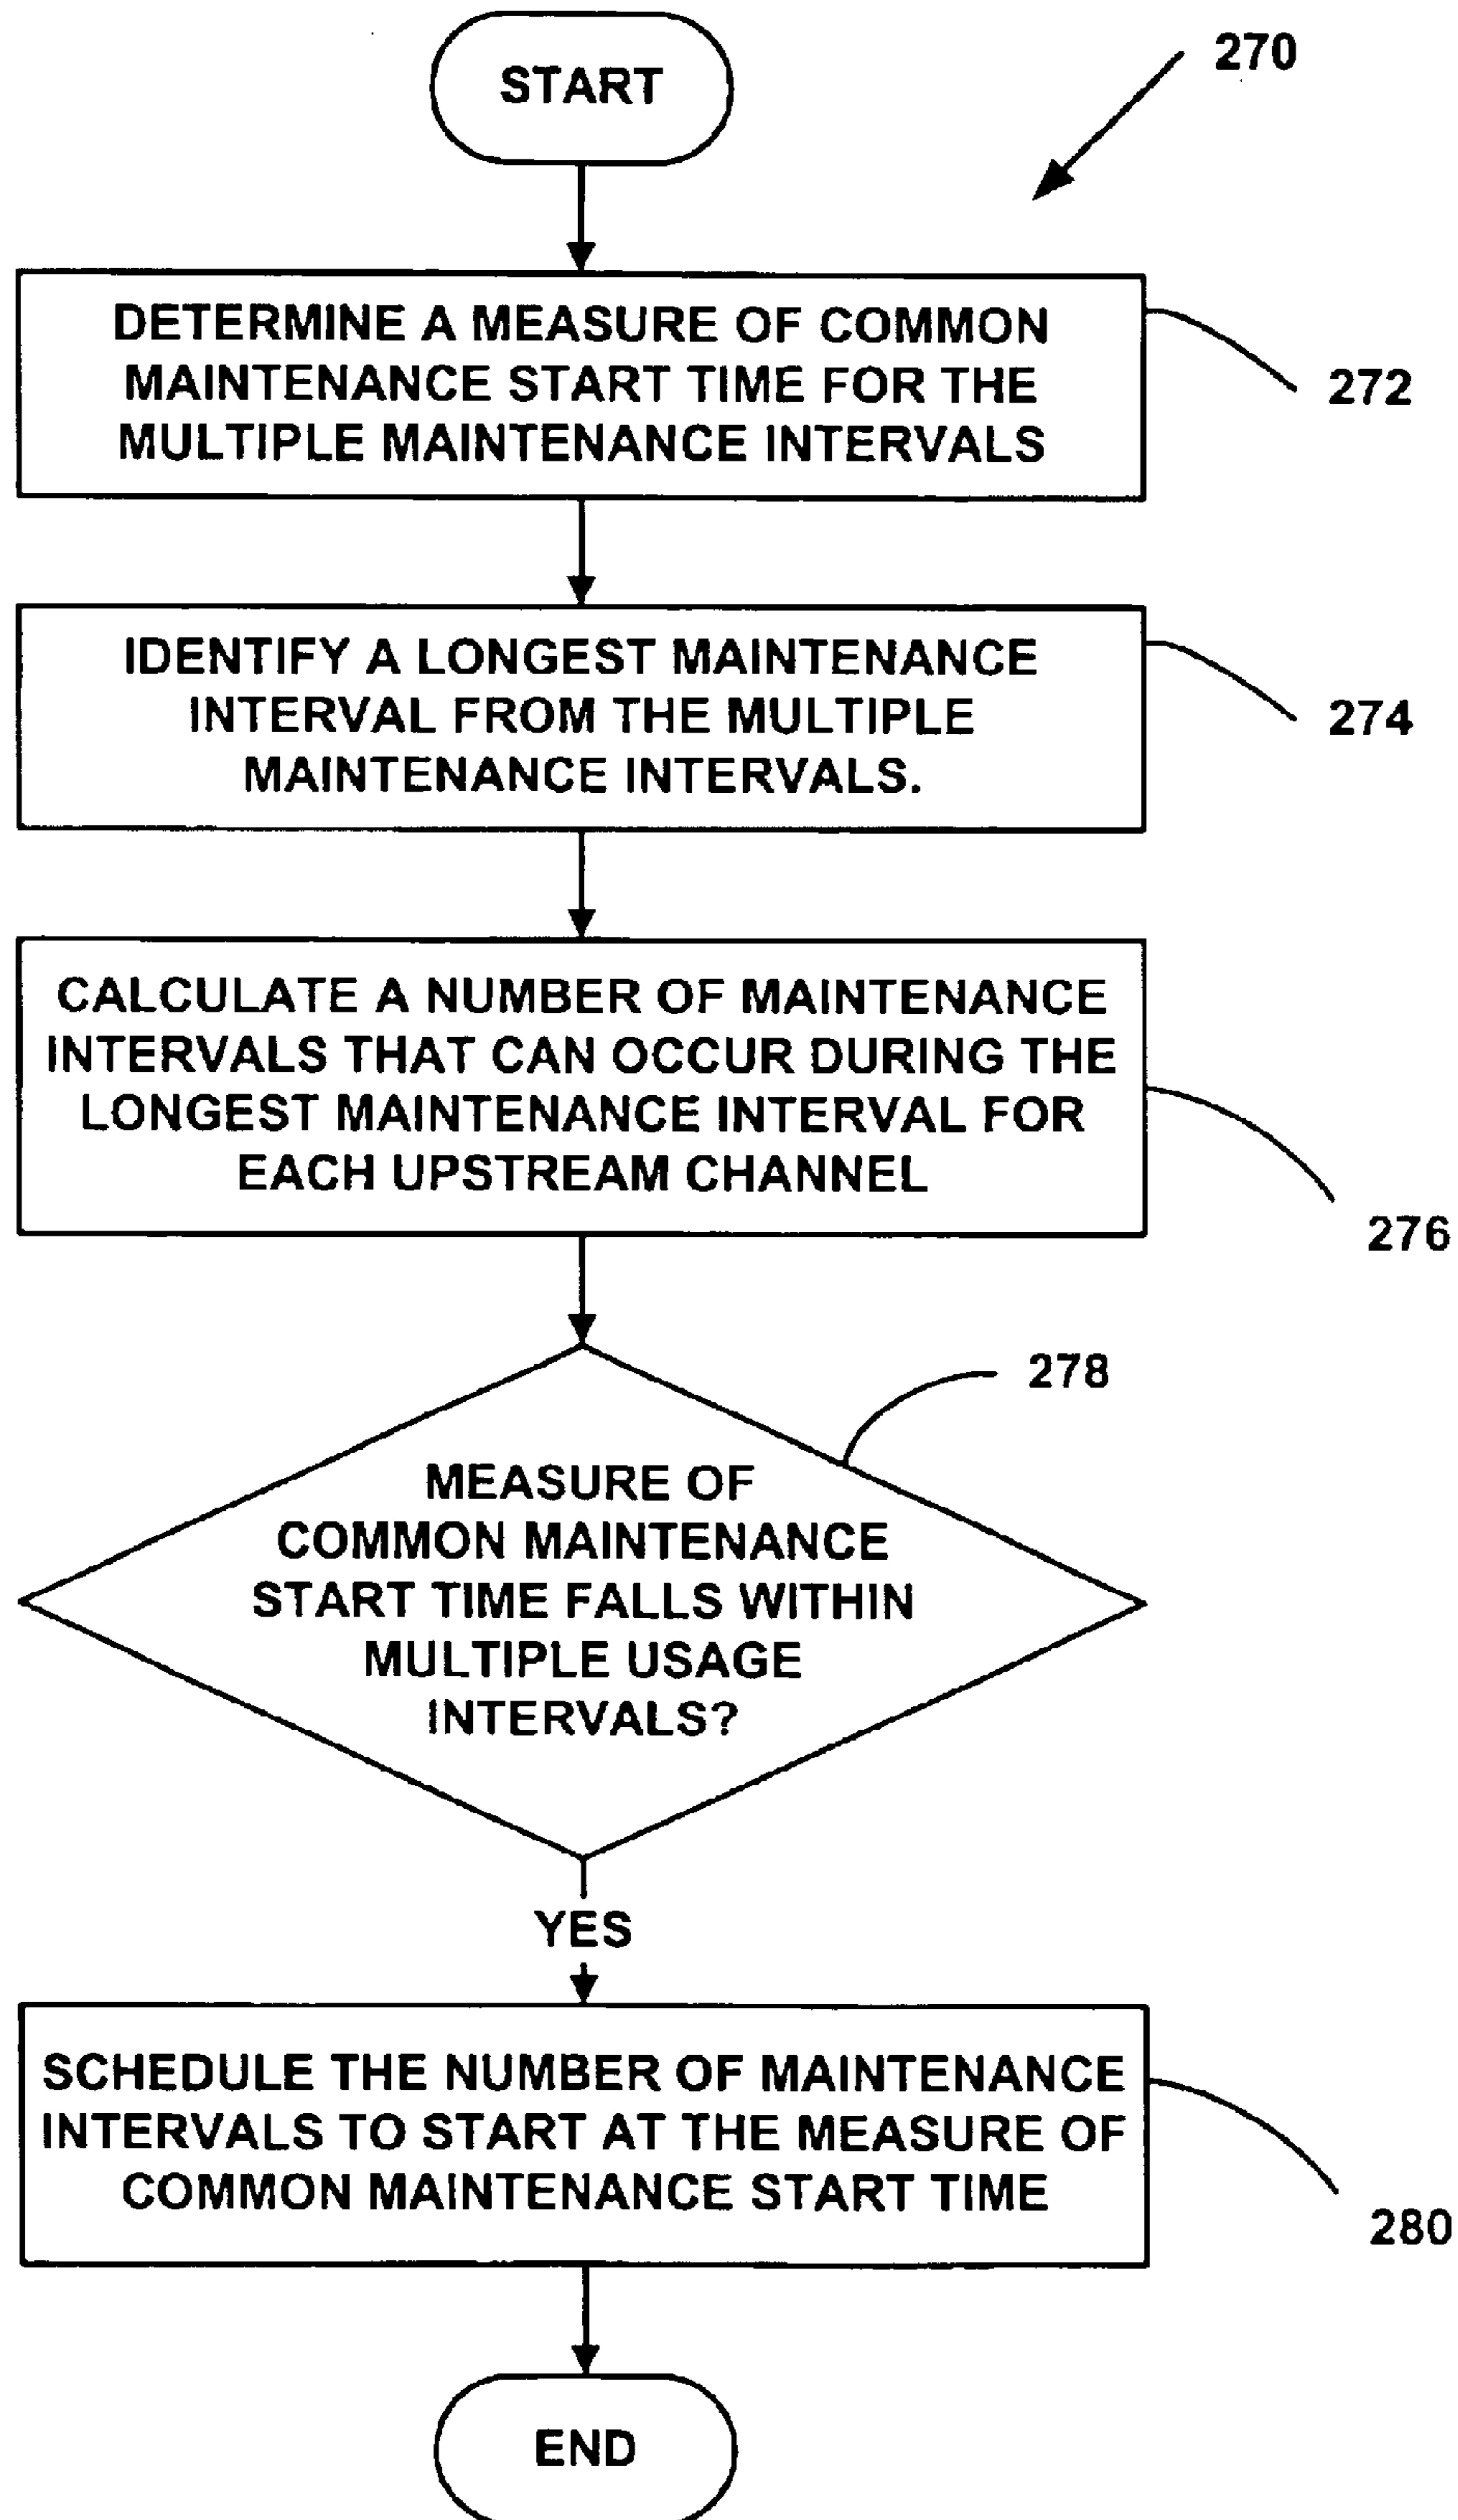 START
270
DETERMINE A MEASURE OF COMMON
MAINTENANCE START TIME FOR THE
MULTIPLE MAINTENANCE INTERVALS
272
IDENTIFY A LONGEST MAINTENANCE
INTERVAL FROM THE MULTIPLE
MAINTENANCE INTERVALS.
274
CALCULATE A NUMBER OF MAINTENANCE
INTERVALS THAT CAN OCCUR DURING THE
LONGEST MAINTENANCE INTERVAL FOR
EACH UPSTREAM CHANNEL
276
278
MEASURE OF
COMMON MAINTENANCE
START TIME FALLS WITHIN
MULTIPLE USAGE
INTERVALS?
YES
SCHEDULE THE NUMBER OF MAINTENANCE
INTERVALS TO START AT THE MEASURE OF
COMMON MAINTENANCE START TIME
280
END